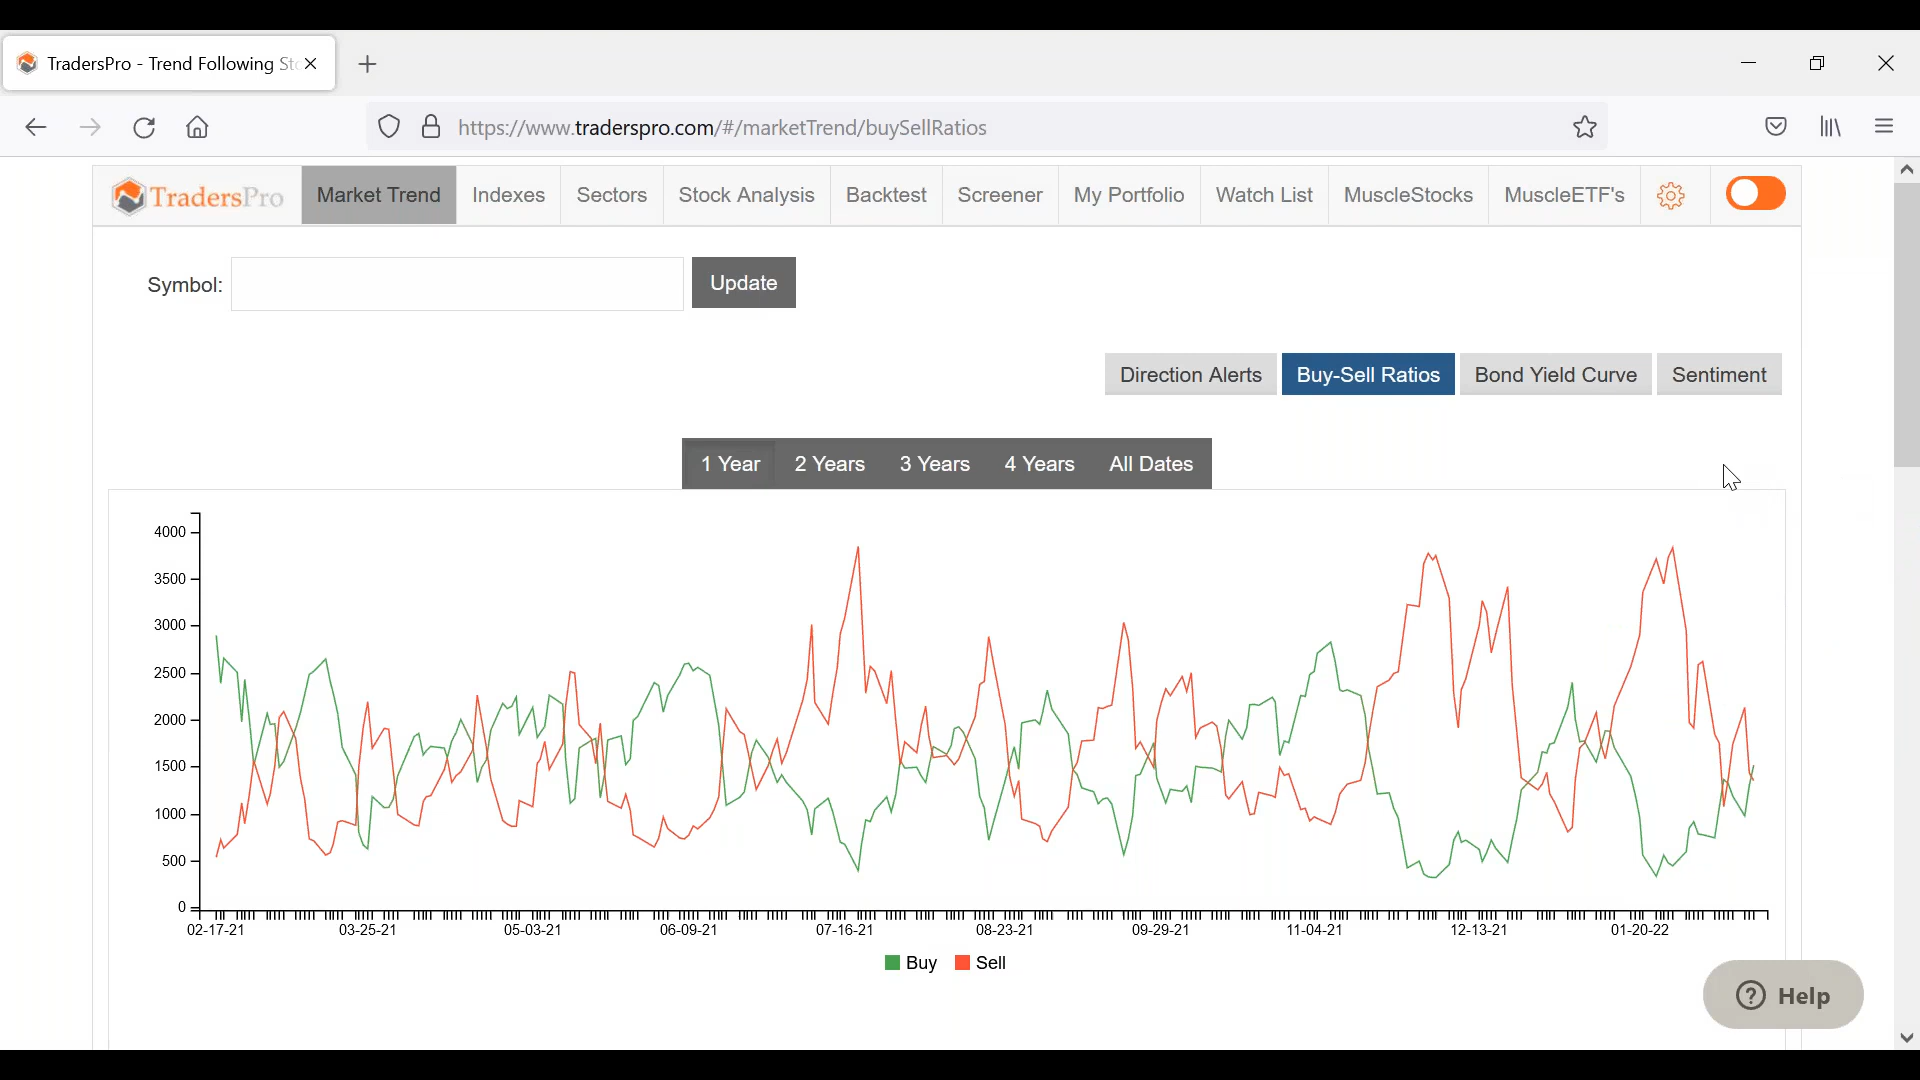 TradersPro - Trend Following St
https://www.traderspro.com/#/marketTrend/buySellRatios
TradersPro Market Trend Indexes Sectors Stock Analysis Backtest Screener My Portfolio Watch List MuscleStocks MuscleETF's
Symbol: Update
Direction Alerts Buy-Sell Ratios Bond Yield Curve Sentiment
1 Year 2 Years 3 Years 4 Years All Dates
4000
3500
3000
2500
2000
1500
1000
500
0
02-17-21 03-25-21 05-03-21 06-09-21 07-16-21 08-23-21 09-29-21 11-04-21 12-13-21 01-20-22
Buy Sell
? Help